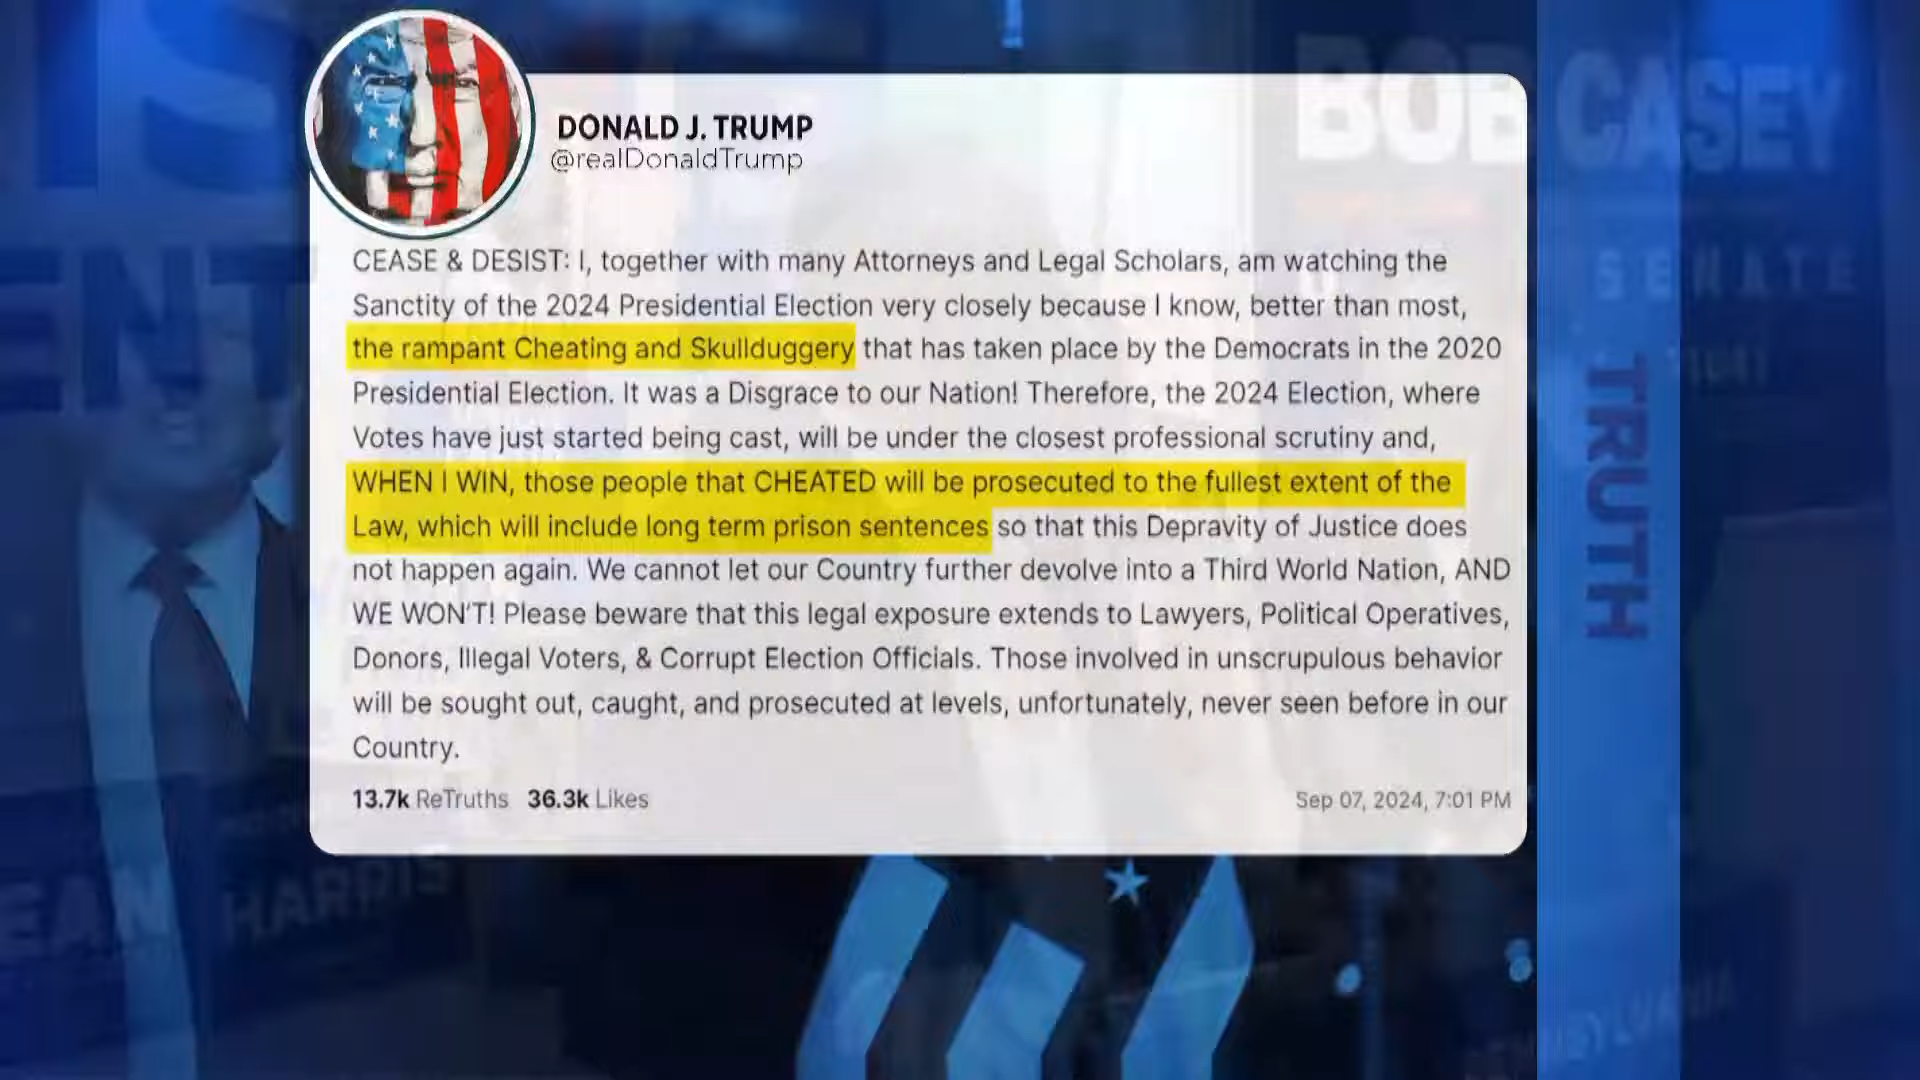 DONALD J. TRUMP
@realDonaldTrump
CEASE & DESIST: I, together with many Attorneys and Legal Scholars, am watching the
Sanctity of the 2024 Presidential Election very closely because I know, better than most,
the rampant Cheating and Skullduggery that has taken place by the Democrats in the 2020
Presidential Election. It was a Disgrace to our Nation! Therefore, the 2024 Election, where
Votes have just started being cast, will be under the closest professional scrutiny and,
WHEN I WIN, those people that CHEATED will be prosecuted to the fullest extent of the
Law, which will include long term prison sentences so that this Depravity of Justice does
not happen again. We cannot let our Country further devolve into a Third World Nation, AND
WE WON'T! Please beware that this legal exposure extends to Lawyers, Political Operatives,
Donors, Illegal Voters, & Corrupt Election Officials. Those involved in unscrupulous behavior
will be sought out, caught, and prosecuted at levels, unfortunately, never seen before in our
Country.
13.7k ReTruths 36.3k Likes
Sep 07, 2024, 7:01 PM
TRUTH
BOB CASEY
SENATE
HARRIS